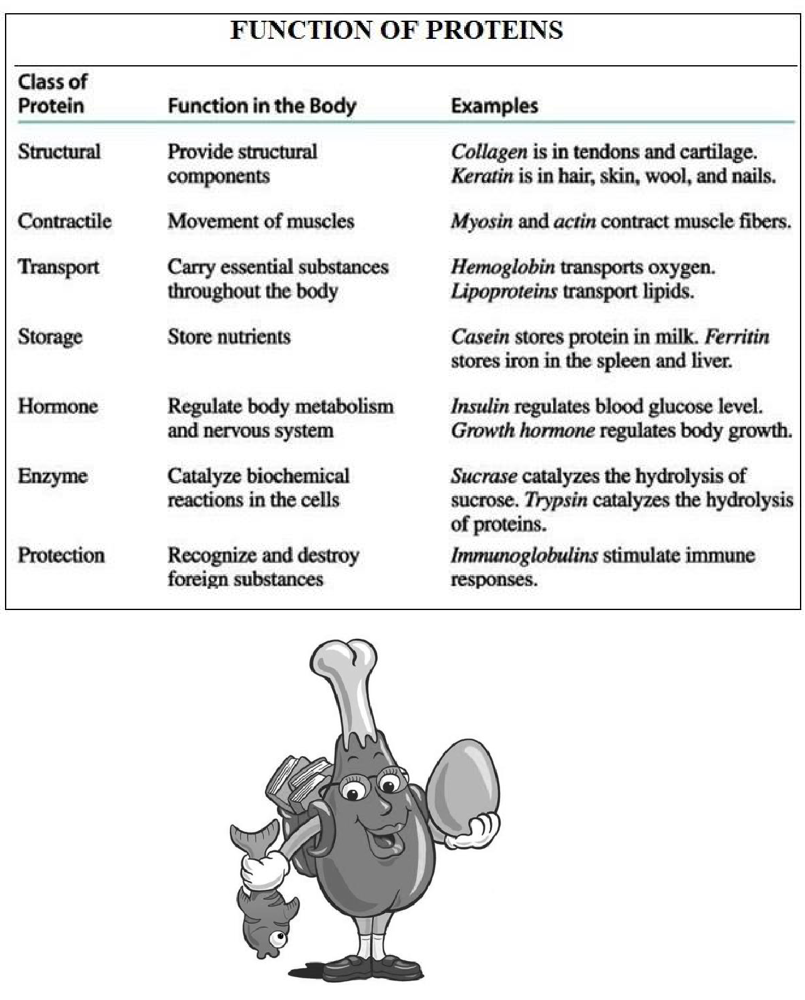 FUNCTION OF PROTEINS
Class of
Protein Function in the Body Examples
Structural Provide structural Collagen is in tendons and cartilage.
components Keratin is in hair, skin, wool, and nails.
Contractile Movement of muscles Myosin and actin contract muscle fibers.
Transport Carry essential substances Hemoglobin transports oxygen.
throughout the body Lipoproteins transport lipids.
Storage Store nutrients Casein stores protein in milk. Ferritin
stores iron in the spleen and liver.
Hormone Regulate body metabolism Insulin regulates blood glucose level.
and nervous system Growth hormone regulates body growth.
Enzyme Catalyze biochemical Sucrase catalyzes the hydrolysis of
reactions in the cells sucrose. Trypsin catalyzes the hydrolysis
of proteins.
Protection Recognize and destroy Immunoglobulins stimulate immune
foreign substances responses.